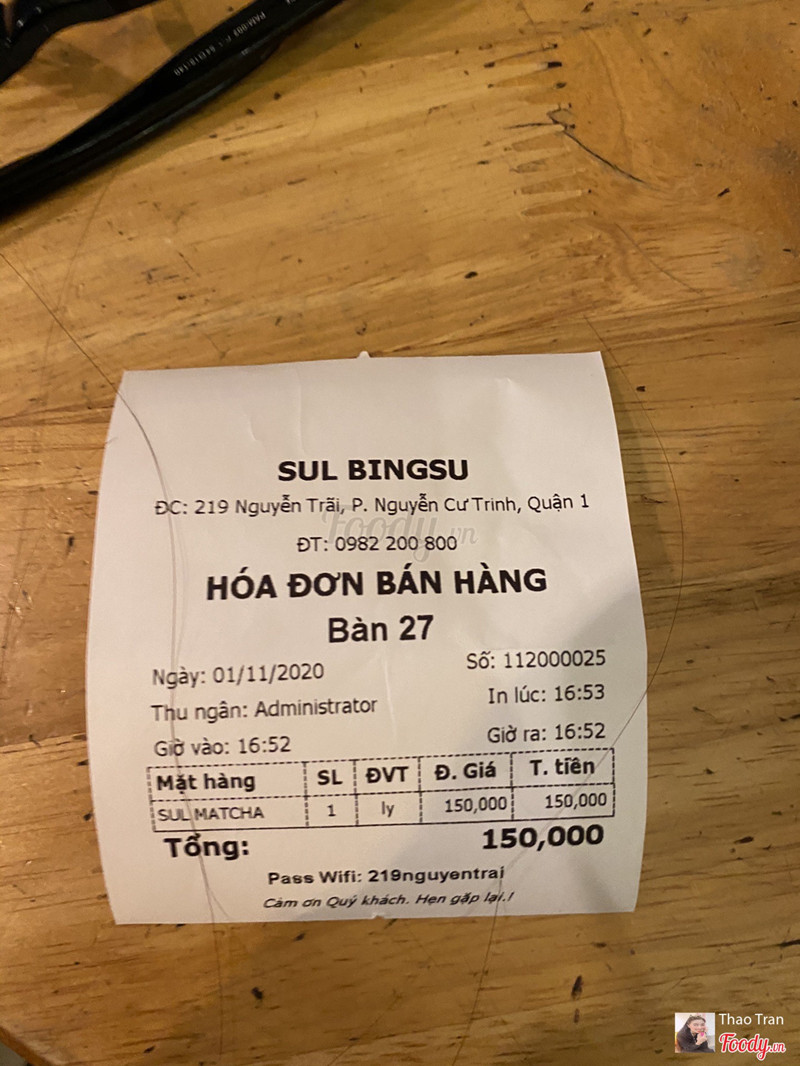 SUL BINGSU
ĐC: 219 Nguyễn Trãi, P. Nguyễn Cư Trinh, Quận 1
ĐT: 0982 200 800
HÓA ĐƠN BÁN HÀNG
Bàn 27
Ngày: 01/11/2020 Số: 112000025
Thu ngân: Administrator In lúc: 16:53
Giờ vào: 16:52 Giờ ra: 16:52
Mặt hàng SL ĐVT Đ. Giá T. tiền
SUL MATCHA 1 ly 150,000 150,000
Tổng: 150,000
Pass Wifi: 219nguyentrai
Cảm ơn Quý khách. Hẹn gặp lại.!
Foody.vn
Thao Tran
Foody.vn